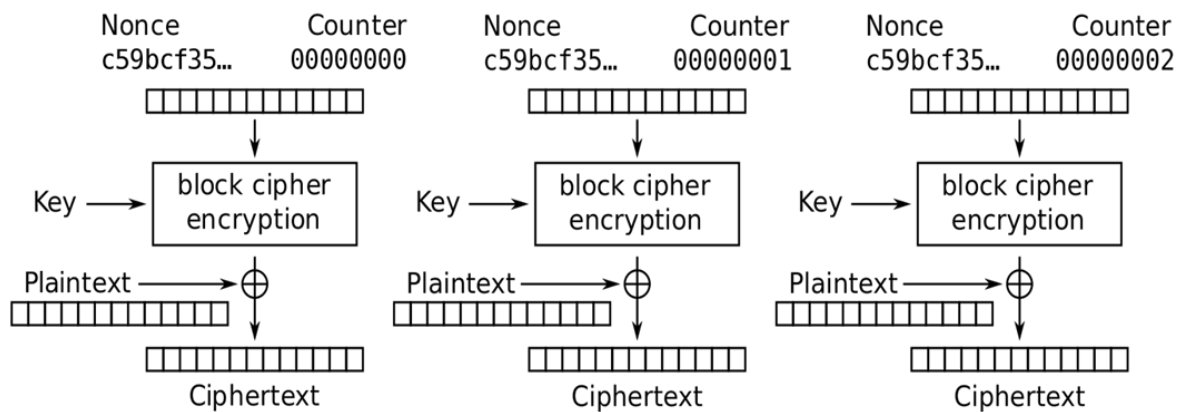 Nonce Counter Nonce Counter Nonce Counter
c59bcf35… 00000000 c59bcf35… 00000001 c59bcf35… 00000002
Key block cipher encryption Key block cipher encryption Key block cipher encryption
Plaintext Plaintext Plaintext
Ciphertext Ciphertext Ciphertext